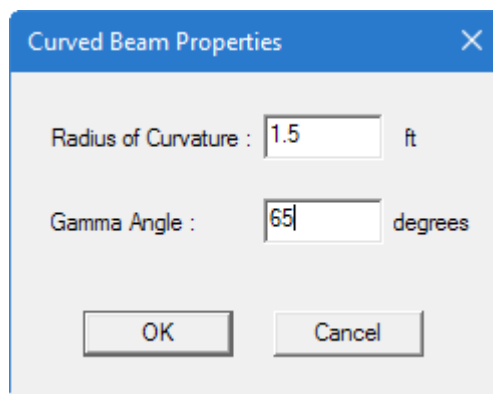 Curved Beam Properties
Radius of Curvature : 1.5 ft
Gamma Angle : 65 degrees
OK Cancel